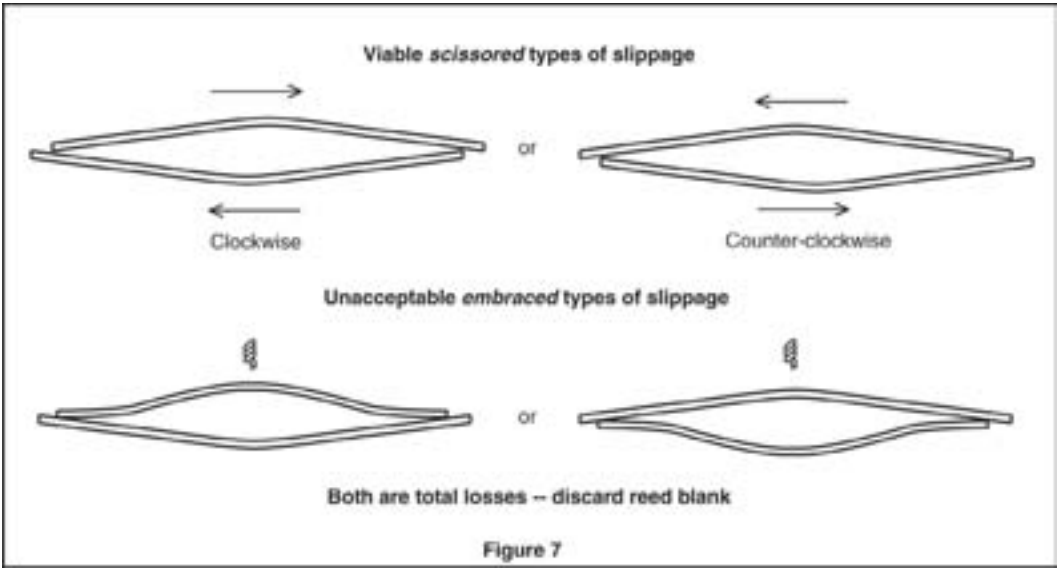 Viable scissored types of slippage
or
Clockwise
Counter-clockwise
Unacceptable embraced types of slippage
or
Both are total losses -- discard reed blank
Figure 7